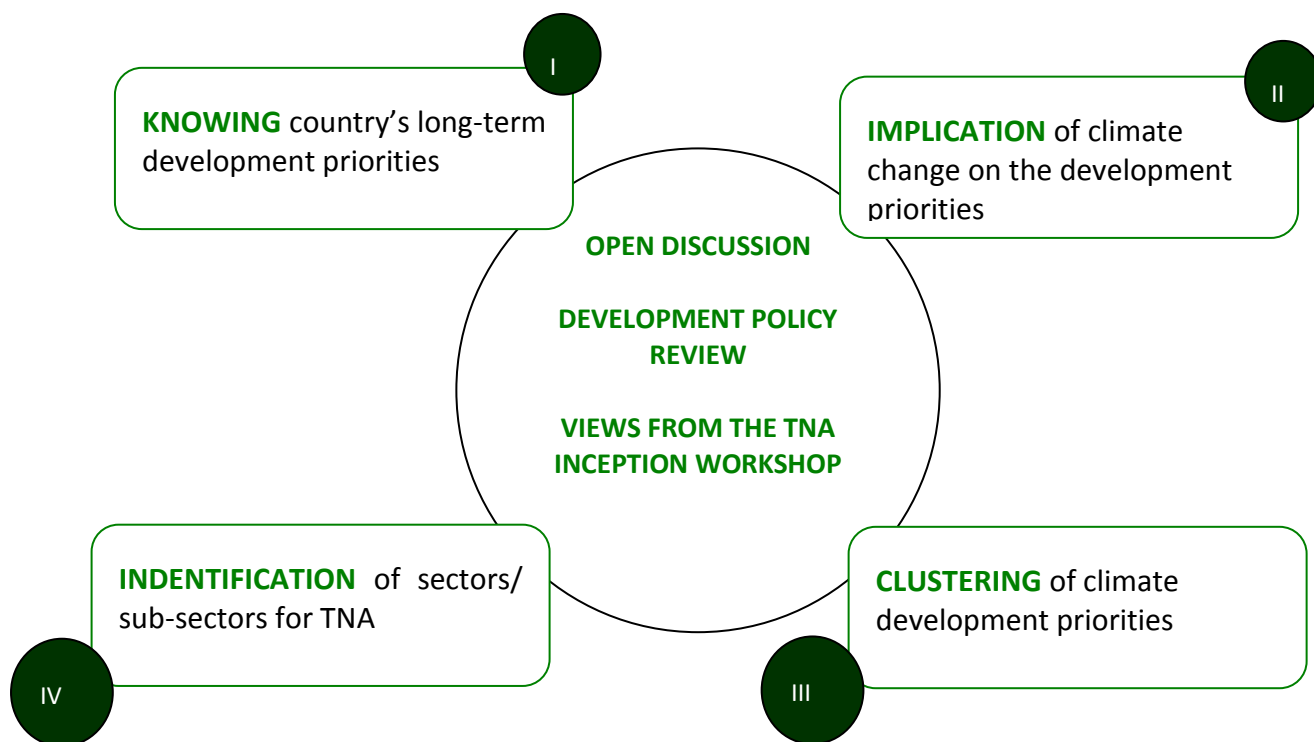 I
KNOWING country’s long-term
development priorities
II
IMPLICATION of climate
change on the development
priorities
OPEN DISCUSSION
DEVELOPMENT POLICY
REVIEW
VIEWS FROM THE TNA
INCEPTION WORKSHOP
INDENTIFICATION of sectors/
sub-sectors for TNA
IV
CLUSTERING of climate
development priorities
III